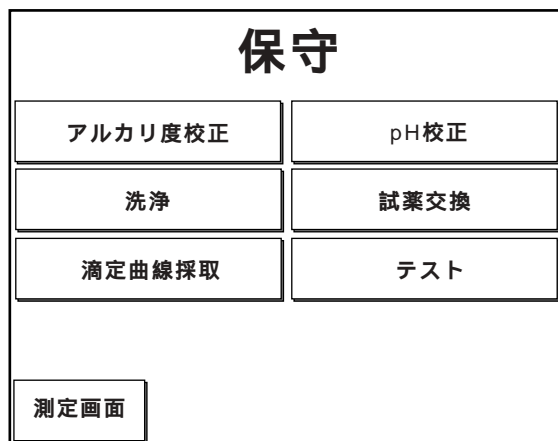 保守
アルカリ度校正
pH校正
洗浄
試薬交換
滴定曲線採取
テスト
測定画面